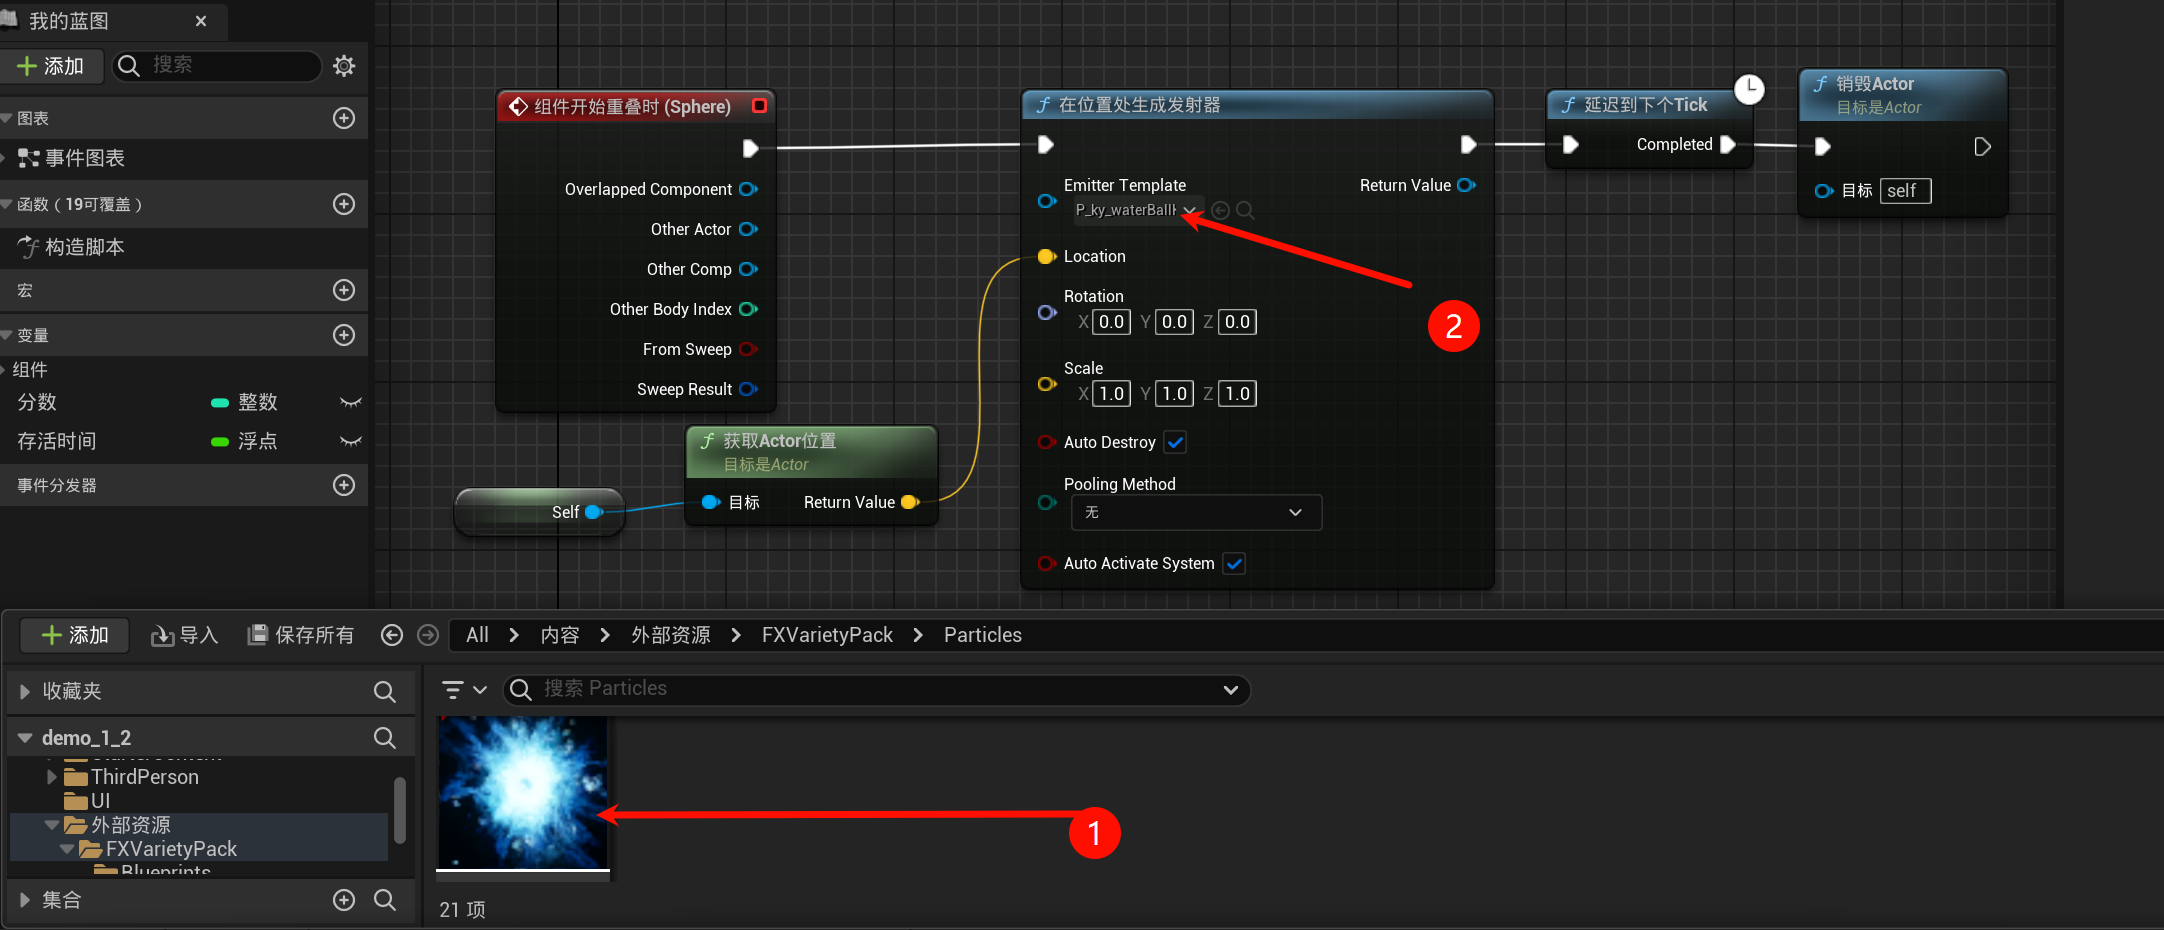 我的蓝图
添加
搜索
图表
事件图表
函数（19可覆盖）
构造脚本
宏
变量
组件
分数 整数
存活时间 浮点
事件分发器
组件开始重叠时 (Sphere)
Overlapped Component
Other Actor
Other Comp
Other Body Index
From Sweep
Sweep Result
Self
获取Actor位置
目标是Actor
目标 Return Value
在位置处生成发射器
Emitter Template
P_ky_waterBall
Return Value
Location
Rotation
X 0.0 Y 0.0 Z 0.0
Scale
X 1.0 Y 1.0 Z 1.0
Auto Destroy
Pooling Method
无
Auto Activate System
延迟到下个Tick
Completed
销毁Actor
目标是Actor
目标 self
2
添加 导入 保存所有 All 内容 外部资源 FXVarietyPack Particles
收藏夹
搜索 Particles
demo_1_2
ThirdPerson
UI
外部资源
FXVarietyPack
Blueprints
集合
1
21 项